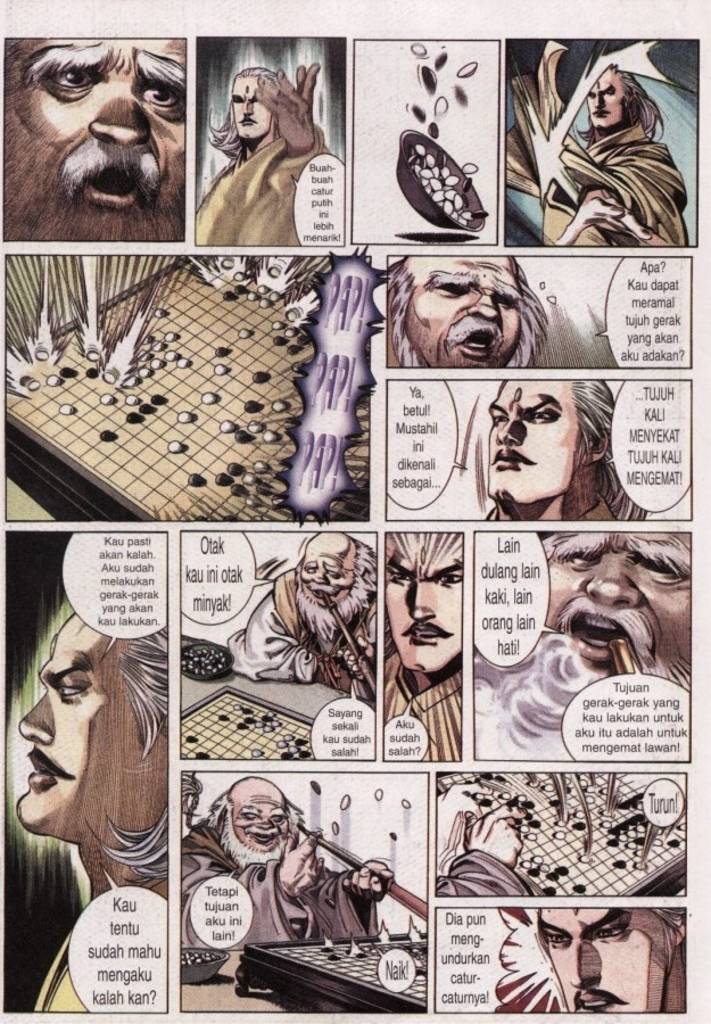 Buah-
buah
catur
putih
ini
lebih
menarik!
PAP!
PAP!
PAP!
Apa?
Kau dapat
meramal
tujuh gerak
yang akan
aku adakan?
Ya,
betul!
Mustahil
ini
dikenali
sebagai...
...TUJUH
KALI
MENYEKAT
TUJUH KALI
MENGEMAT!
Kau pasti
akan kalah.
Aku sudah
melakukan
gerak-gerak
yang akan
kau lakukan.
Kau
tentu
sudah mahu
mengaku
kalah kan?
Otak
kau ini otak
minyak!
Sayang
sekali
kau sudah
salah!
Aku
sudah
salah?
Lain
dulang lain
kaki, lain
orang lain
hati!
Tujuan
gerak-gerak yang
kau lakukan untuk
aku itu adalah untuk
mengemat lawan!
Tetapi
tujuan
aku ini
lain!
Naik!
Turun!
Dia pun
meng-
undurkan
catur-
caturnya!